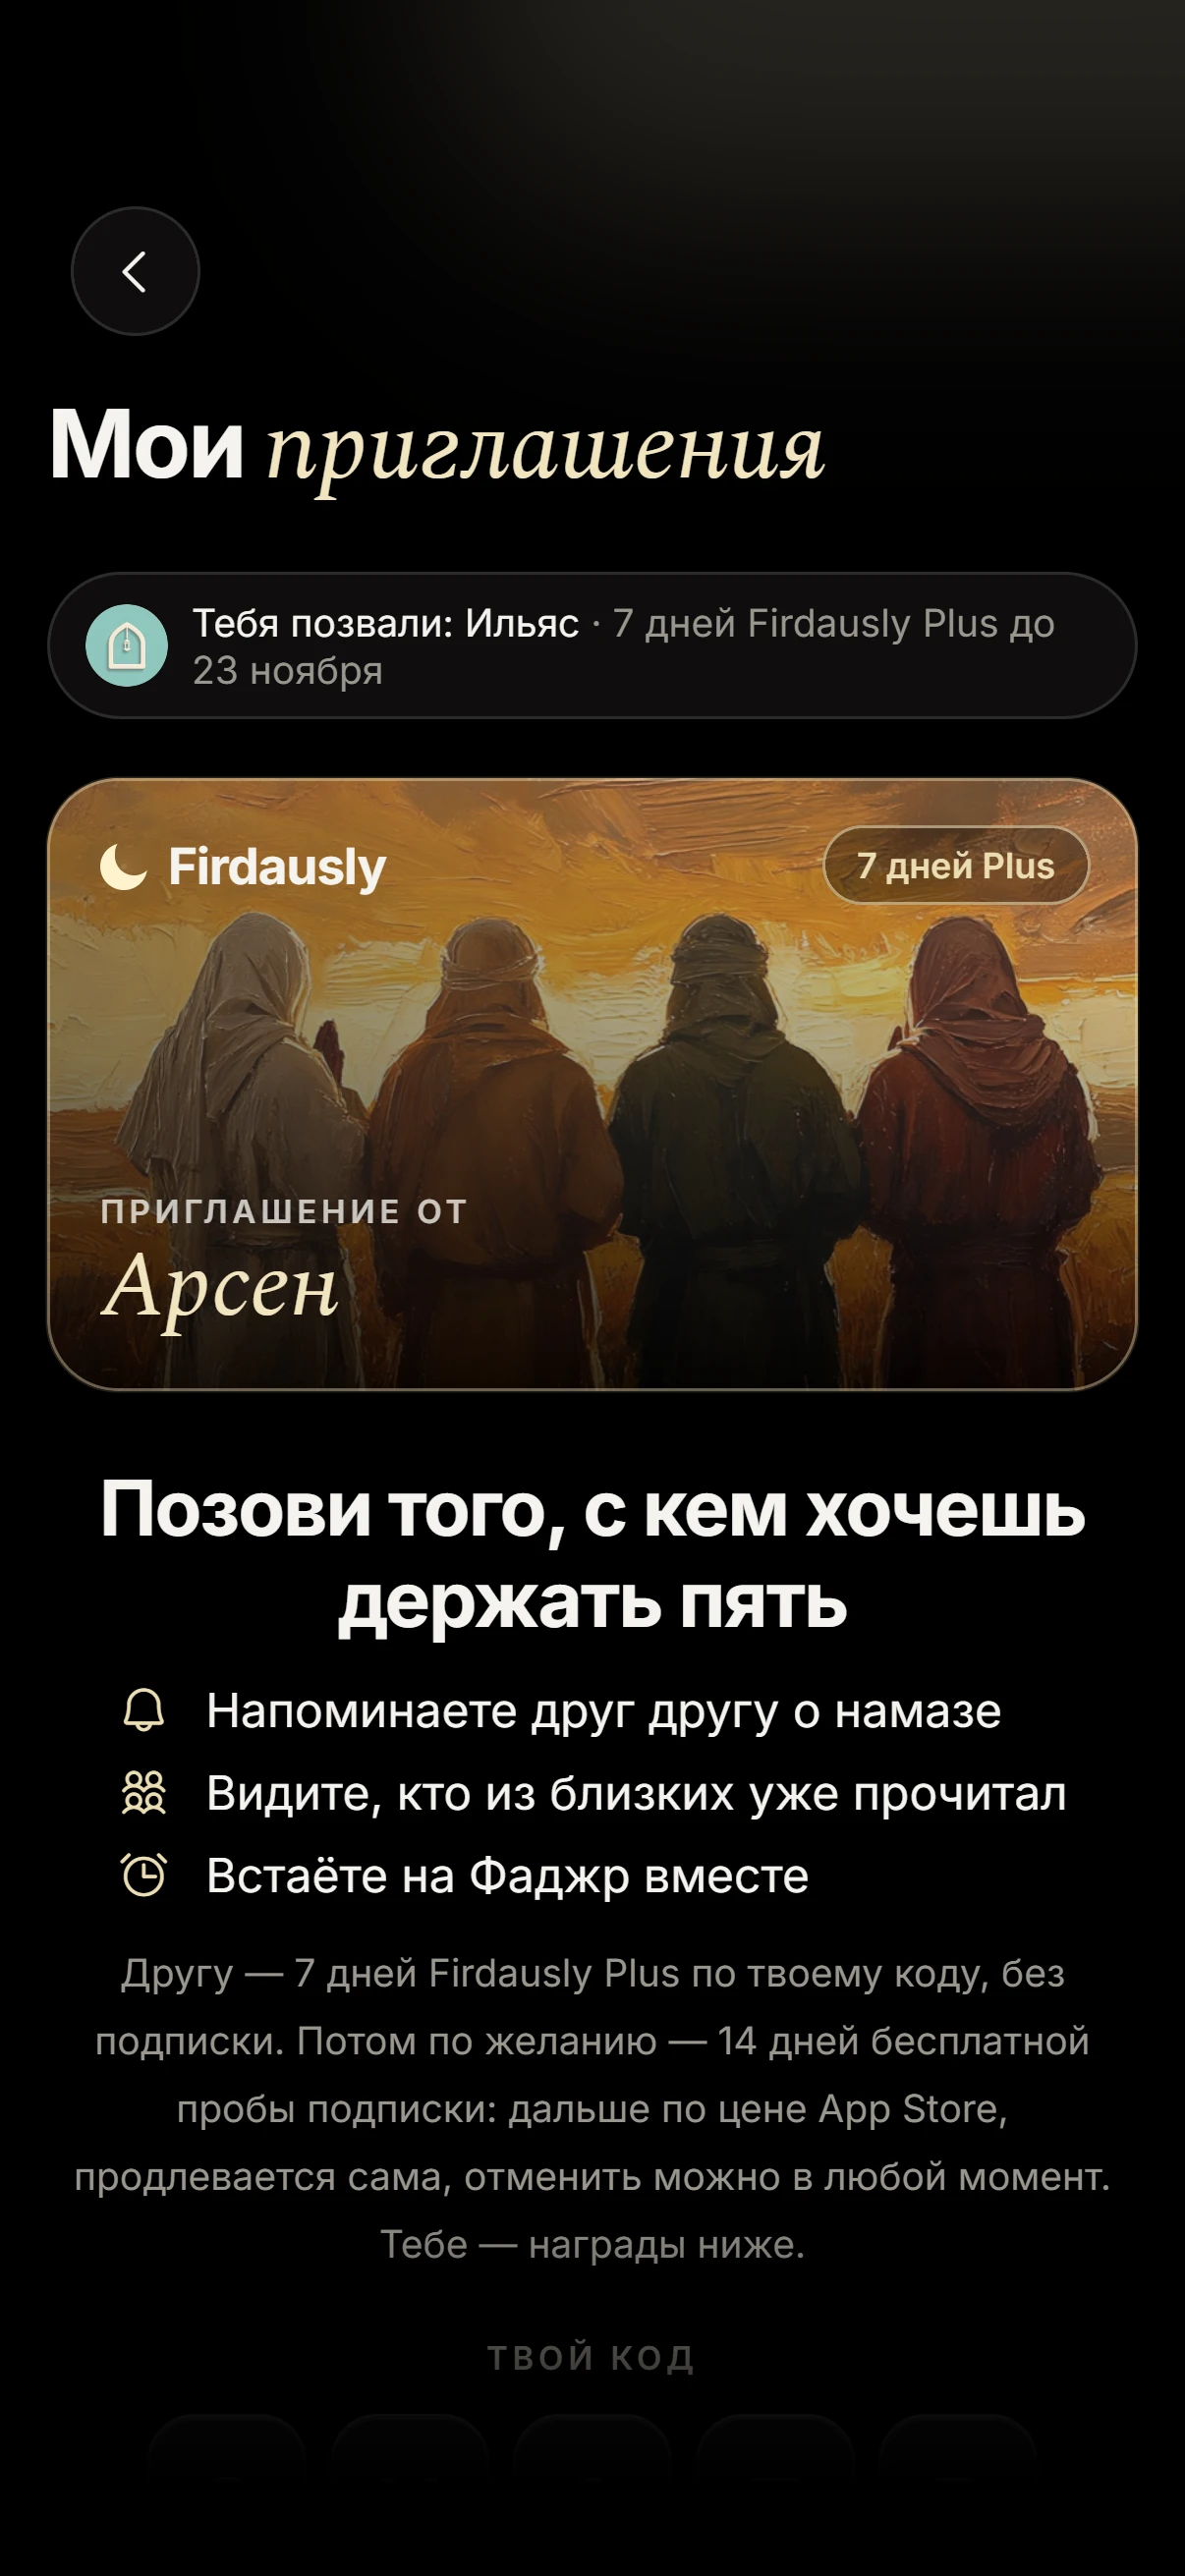 Мои приглашения
Тебя позвали: Ильяс · 7 дней Firdausly Plus до
23 ноября
Firdausly
7 дней Plus
ПРИГЛАШЕНИЕ ОТ
Арсен
Позови того, с кем хочешь
держать пять
Напоминаете друг другу о намазе
Видите, кто из близких уже прочитал
Встаёте на Фаджр вместе
Другу — 7 дней Firdausly Plus по твоему коду, без
подписки. Потом по желанию — 14 дней бесплатной
пробы подписки: дальше по цене App Store,
продлевается сама, отменить можно в любой момент.
Тебе — награды ниже.
ТВОЙ КОД